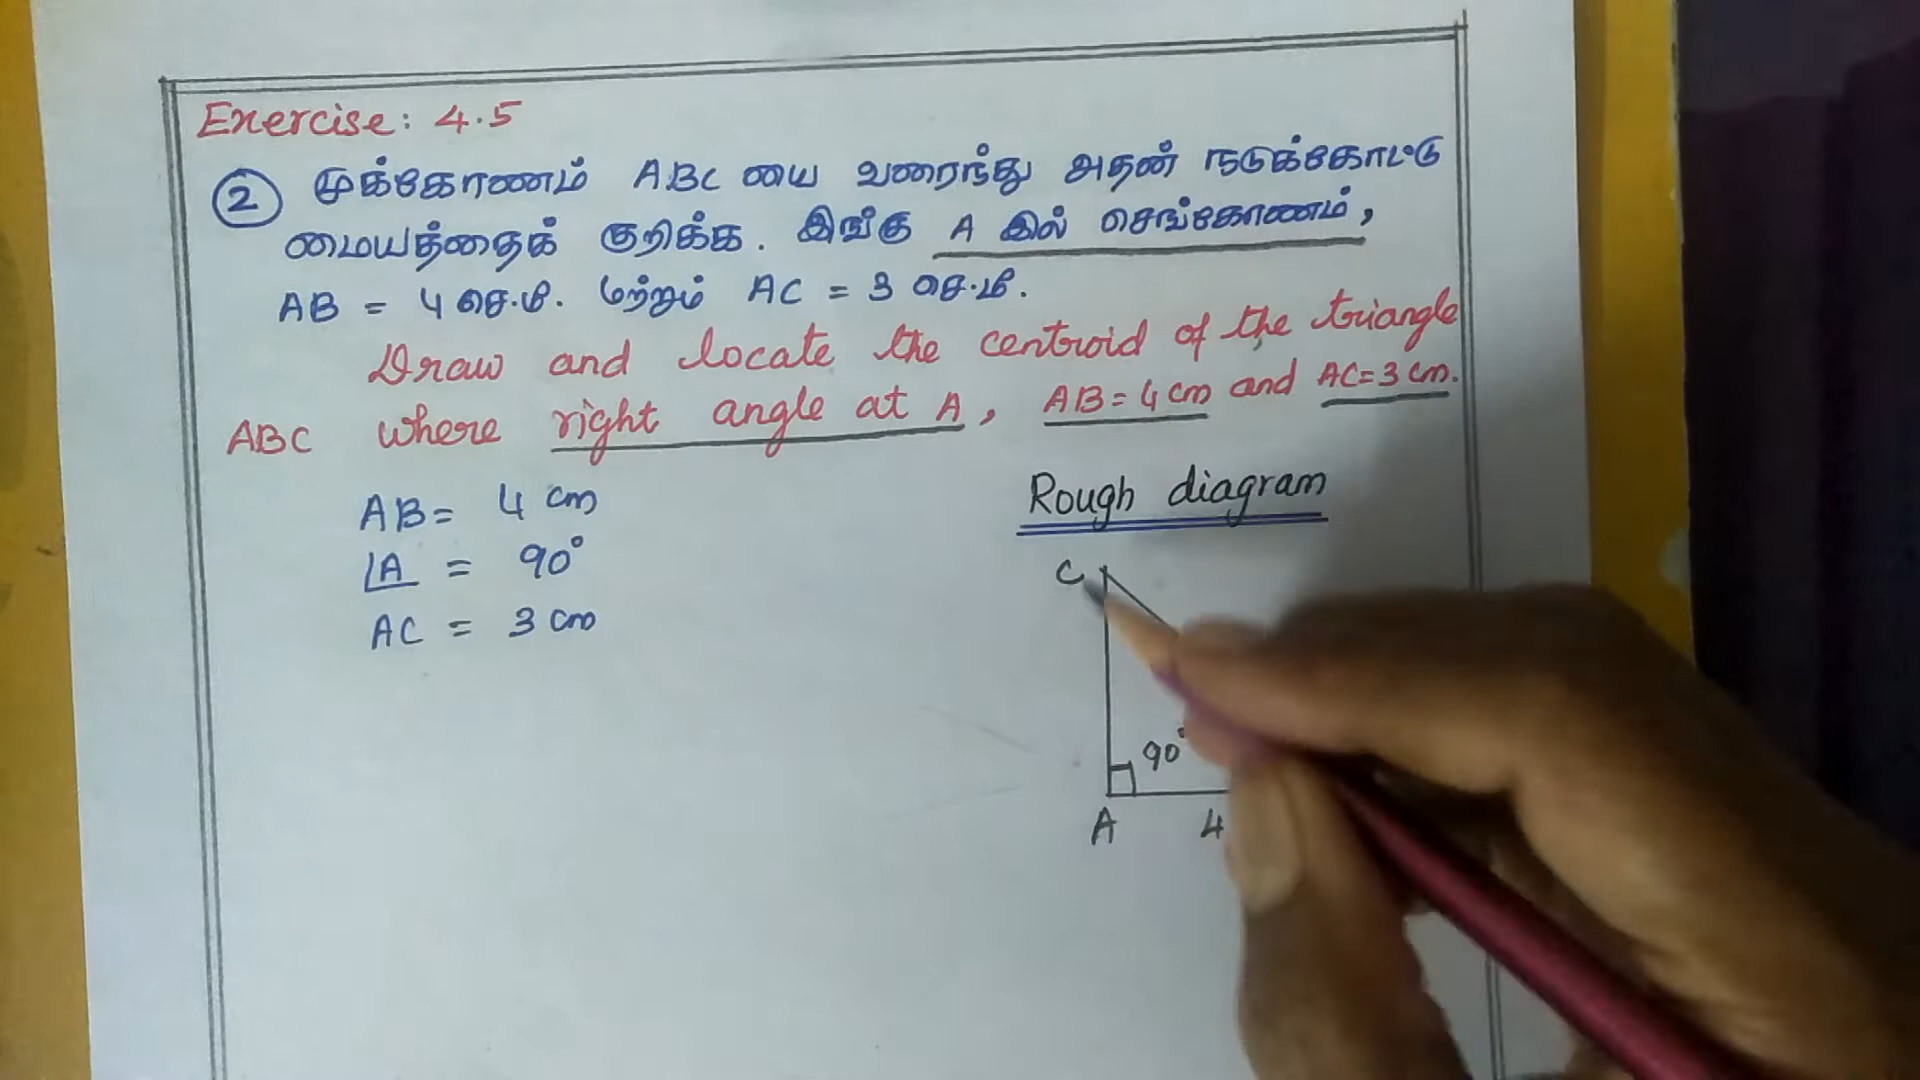 Exercise: 4.5
② முக்கோணம் ABC யை வரைந்து அதன் நடுக்கோட்டு
மையத்தைக் குறிக்க. இங்கு A இல் செங்கோணம்,
AB = 4 செ.மீ. மற்றும் AC = 3 செ.மீ.
Draw and locate the centroid of the triangle
ABC where right angle at A, AB = 4 cm and AC = 3 cm.
AB = 4 cm
∠A = 90°
AC = 3 cm
Rough diagram
C
90°
A 4